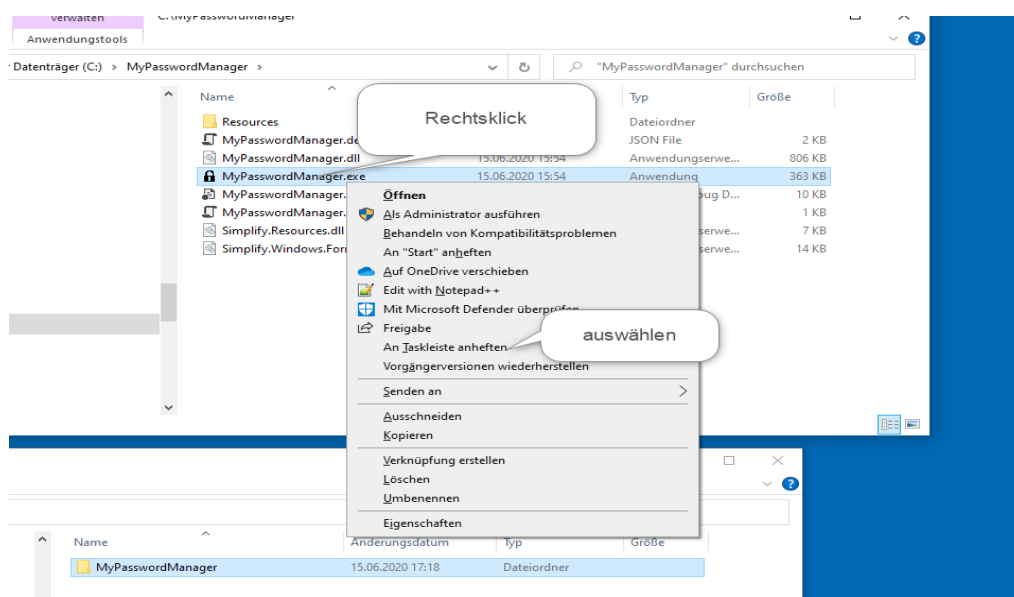 Verwalten
C:\MyPasswordManager
Anwendungstools
Datenträger (C:) › MyPasswordManager ›
"MyPasswordManager" durchsuchen
Name
Typ
Größe
Rechtsklick
Resources
Dateiordner
MyPasswordManager.de
JSON File
2 KB
MyPasswordManager.dll
15.06.2020 15:54
Anwendungserwe...
806 KB
MyPasswordManager.exe
15.06.2020 15:54
Anwendung
363 KB
MyPasswordManager.
bug D...
10 KB
MyPasswordManager.
1 KB
Simplify.Resources.dll
serwe...
7 KB
Simplify.Windows.For
serwe...
14 KB
Öffnen
Als Administrator ausführen
Behandeln von Kompatibilitätsproblemen
An "Start" anheften
Auf OneDrive verschieben
Edit with Notepad++
Mit Microsoft Defender überprüfen
Freigabe
An Taskleiste anheften
auswählen
Vorgängerversionen wiederherstellen
Senden an
Ausschneiden
Kopieren
Verknüpfung erstellen
Löschen
Umbenennen
Eigenschaften
Name
Änderungsdatum
Typ
Größe
MyPasswordManager
15.06.2020 17:18
Dateiordner